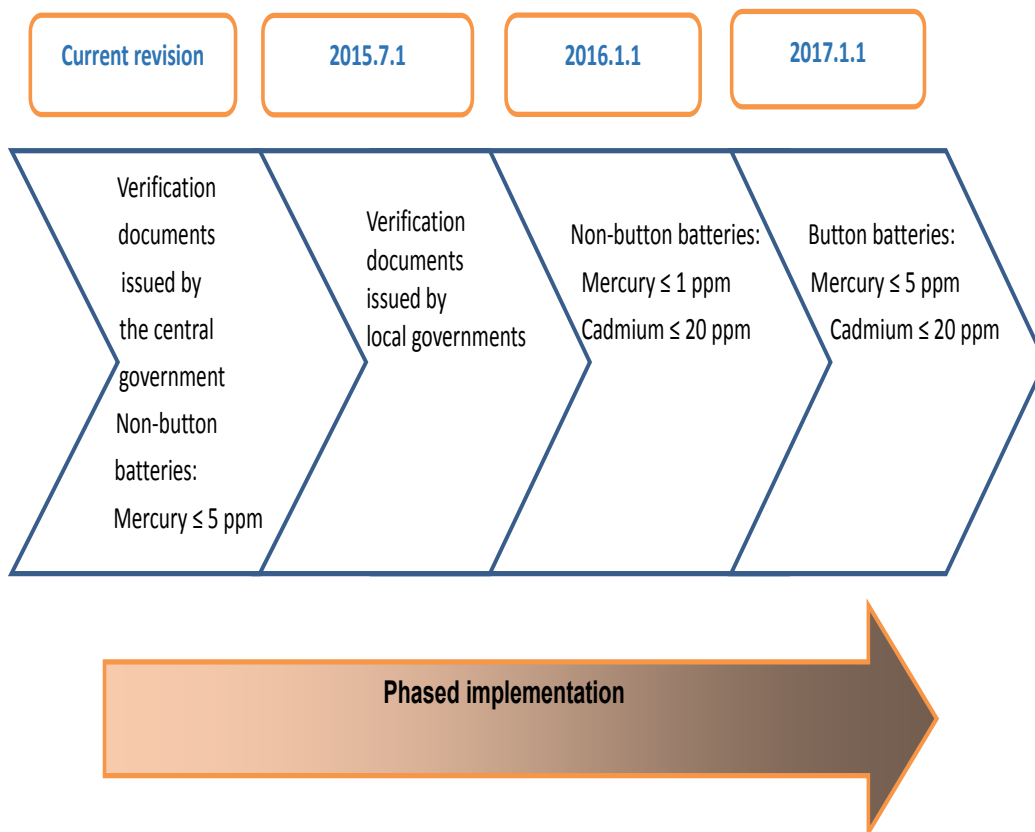 Current revision
2015.7.1
2016.1.1
2017.1.1
Verification
documents
issued by
the central
government
Non-button
batteries:
Mercury ≤ 5 ppm
Verification
documents
issued by
local governments
Non-button batteries:
Mercury ≤ 1 ppm
Cadmium ≤ 20 ppm
Button batteries:
Mercury ≤ 5 ppm
Cadmium ≤ 20 ppm
Phased implementation